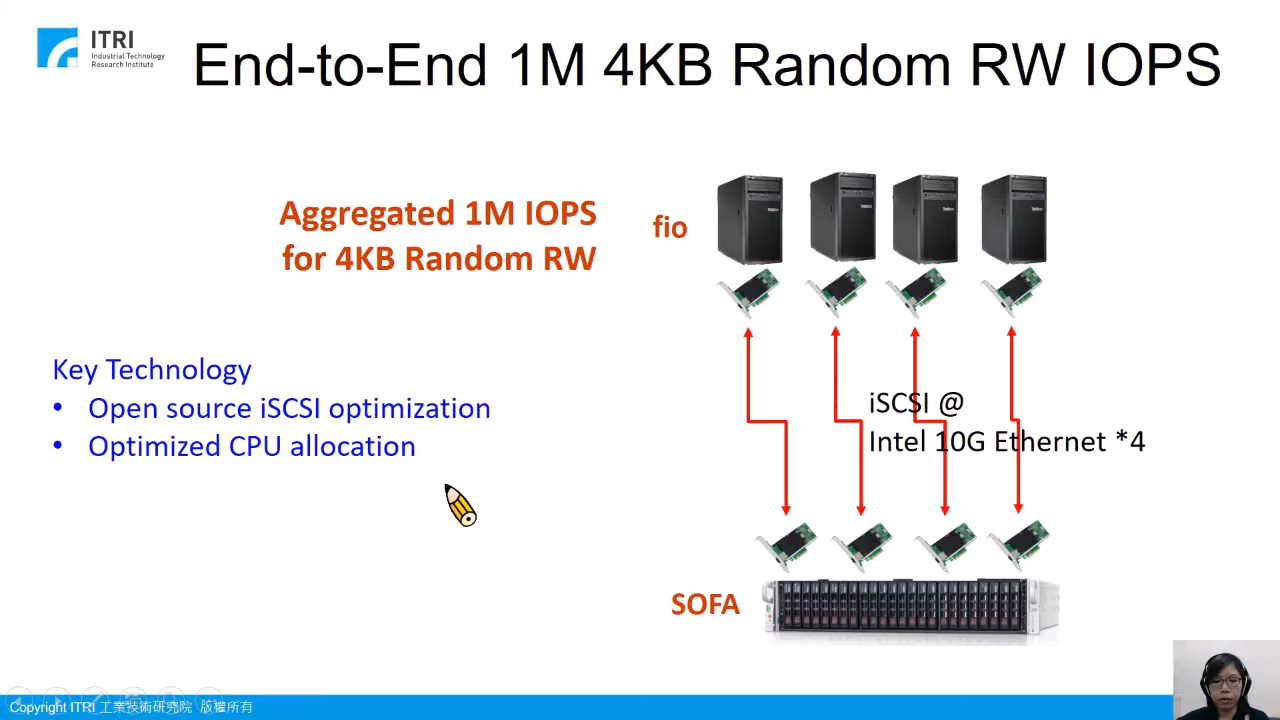 ITRI
Industrial Technology
Research Institute
End-to-End 1M 4KB Random RW IOPS
Aggregated 1M IOPS
for 4KB Random RW
fio
Key Technology
• Open source iSCSI optimization
• Optimized CPU allocation
iSCSI @
Intel 10G Ethernet *4
SOFA
Copyright ITRI 工業技術研究院 版權所有